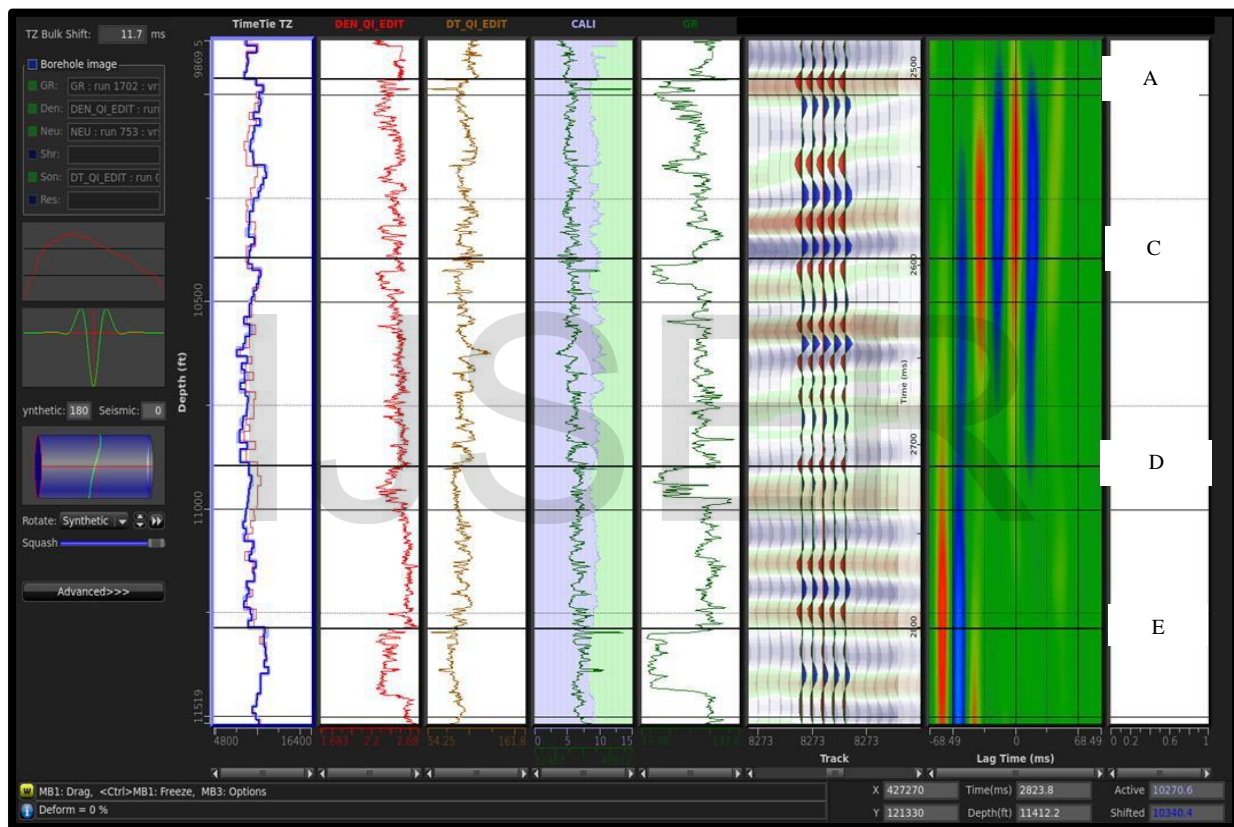 TimeTie TZ DEN_QI_EDIT DT_QI_EDIT CALI GR
TZ Bulk Shift: 11.7 ms
Borehole image
GR: GR : run 1702 : vr
Den: DEN_QI_EDIT : run
Neu: NEU : run 753 : vr
Shr:
Son: DT_QI_EDIT : run
Res:
ynthetic: 180 Seismic: 0
Rotate: Synthetic
Squash
Advanced>>>
Depth (ft)
9869.5
10500
11000
11519
Time (ms)
2500
2600
2700
2800
A
C
D
E
IJSER
4800 16400
1.683 2.2 2.68
54.25 161.8
0 5 10 15
8273 8273 8273
Track
-68.49 0 68.49
Lag Time (ms)
0 0.2 0.6 1
MB1: Drag, <Ctrl>MB1: Freeze, MB3: Options
Deform = 0 %
X 427270 Time(ms) 2823.8 Active 10270.6
Y 121330 Depth(ft) 11412.2 Shifted 10340.4